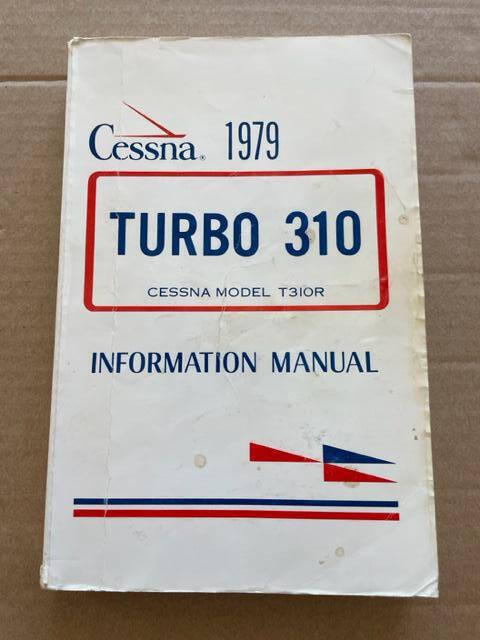 Cessna® 1979
TURBO 310
CESSNA MODEL T310R
INFORMATION MANUAL